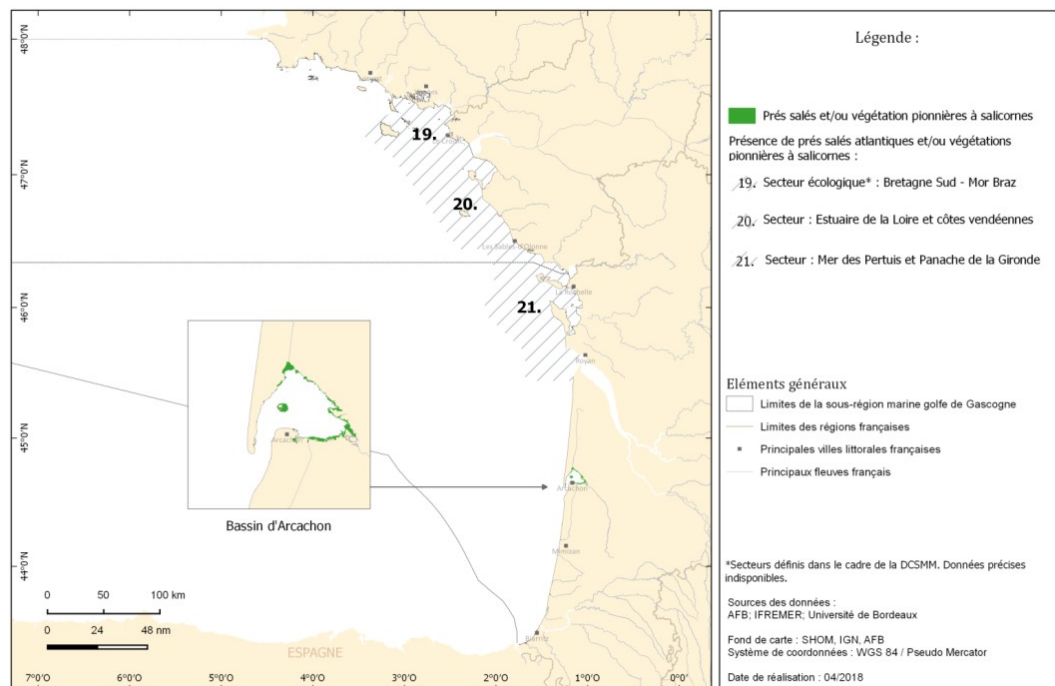 48°0'N
47°0'N
46°0'N
45°0'N
44°0'N
19.
20.
21.
Lorient
Les Sables-d'Olonne
La Rochelle
Royan
Arcachon
Mimizan
Biarritz
Arcachon
Bassin d'Arcachon
0 50 100 km
0 24 48 nm
ESPAGNE
7°0'O 6°0'O 5°0'O 4°0'O 3°0'O 2°0'O 1°0'O 0°0
Légende :
Prés salés et/ou végétation pionnières à salicornes
Présence de prés salés atlantiques et/ou végétations
pionnières à salicornes :
19. Secteur écologique* : Bretagne Sud - Mor Braz
20. Secteur : Estuaire de la Loire et côtes vendéennes
21. Secteur : Mer des Pertuis et Panache de la Gironde
Eléments généraux
Limites de la sous-région marine golfe de Gascogne
Limites des régions françaises
Principales villes littorales françaises
Principaux fleuves français
*Secteurs définis dans le cadre de la DCSMM. Données précises
indisponibles.
Sources des données :
AFB; IFREMER; Université de Bordeaux
Fond de carte : SHOM, IGN, AFB
Système de coordonnées : WGS 84 / Pseudo Mercator
Date de réalisation : 04/2018